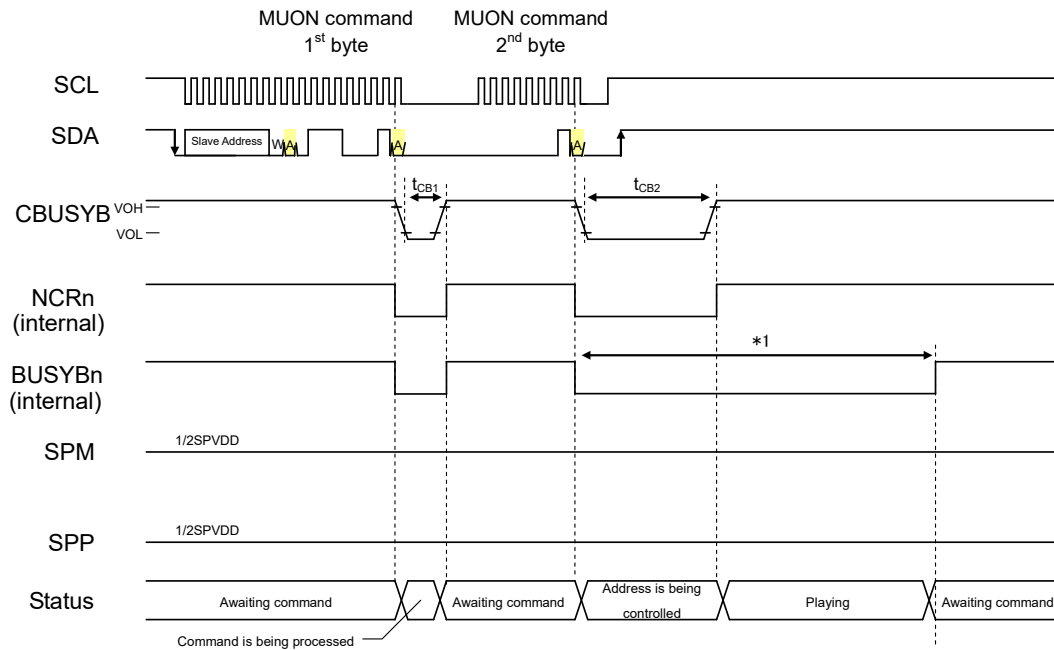 MUON command
1st byte
MUON command
2nd byte
SCL
SDA
Slave Address
W
A
A
A
tCB1
tCB2
CBUSYB
VOH
VOL
NCRn
(internal)
*1
BUSYBn
(internal)
1/2SPVDD
SPM
1/2SPVDD
SPP
Status
Awaiting command
Awaiting command
Address is being
controlled
Playing
Awaiting command
Command is being processed